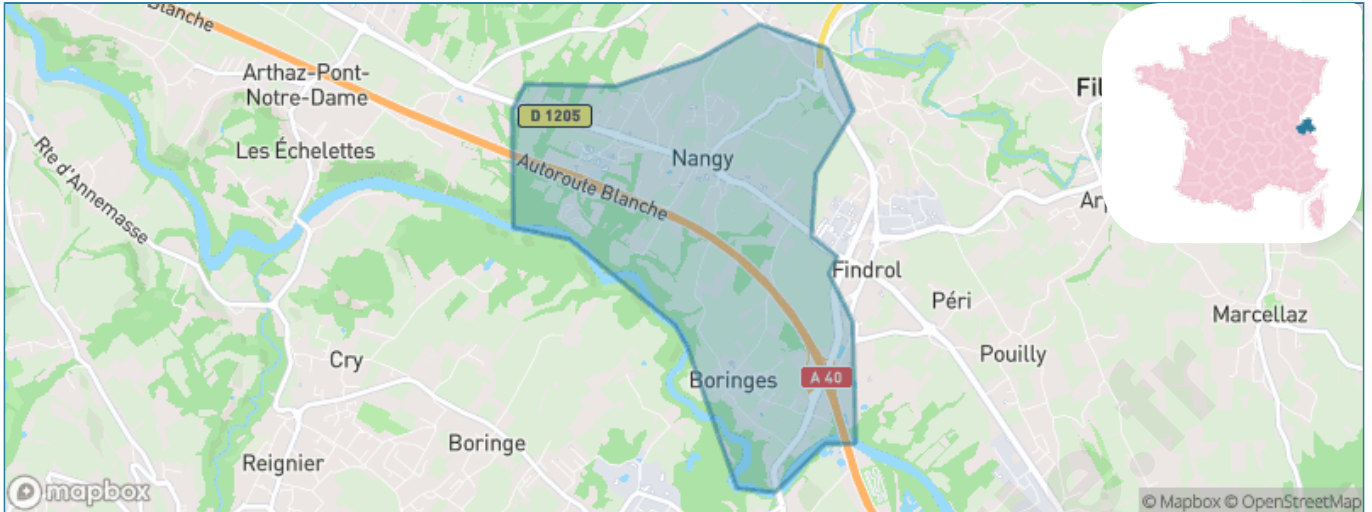 Blanche
Arthaz-Pont-
Notre-Dame
Fil
D 1205
Les Échelettes
Nangy
Rte d'Annemasse
Autoroute Blanche
Findrol
Péri
Marcellaz
Pouilly
Cry
Boringes
A 40
Boringe
Reignier
mapbox
© Mapbox © OpenStreetMap